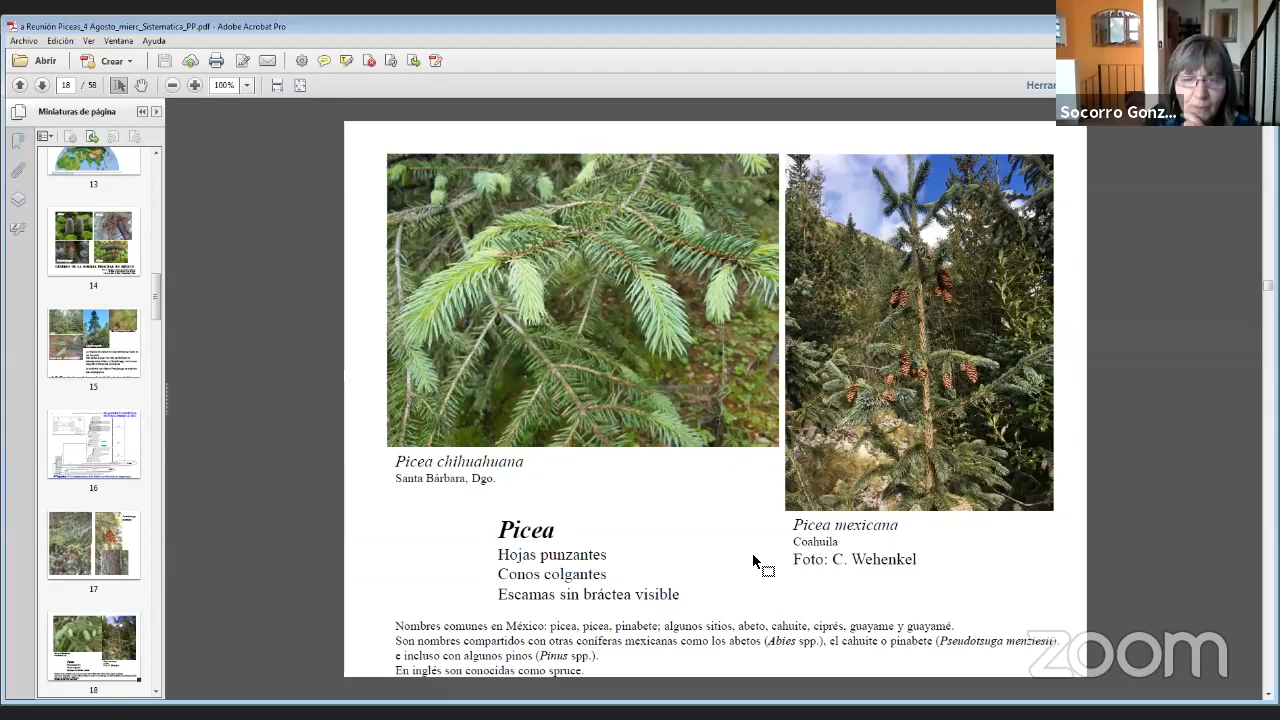 a Reunión Piceas_4 Agosto_mierc_Sistematica_PP.pdf - Adobe Acrobat Pro
Archivo Edición Ver Ventana Ayuda
Abrir Crear
18 / 58 100% Herrar
Miniaturas de página
Socorro Gonz...
13
14
15
16
17
18
Picea chihuahuana
Santa Bárbara, Dgo.
Picea mexicana
Coahuila
Foto: C. Wehenkel
Picea
Hojas punzantes
Conos colgantes
Escamas sin bráctea visible
Nombres comunes en México: picea, pícea, pinabete; algunos sitios, abeto, cahuite, ciprés, guayame y guayamé.
Son nombres compartidos con otras coníferas mexicanas como los abetos (Abies spp.), el cahuite o pinabete (Pseudotsuga menziesii),
e incluso con algunos pinos (Pinus spp.).
En inglés son conocidas como spruce.
zoom